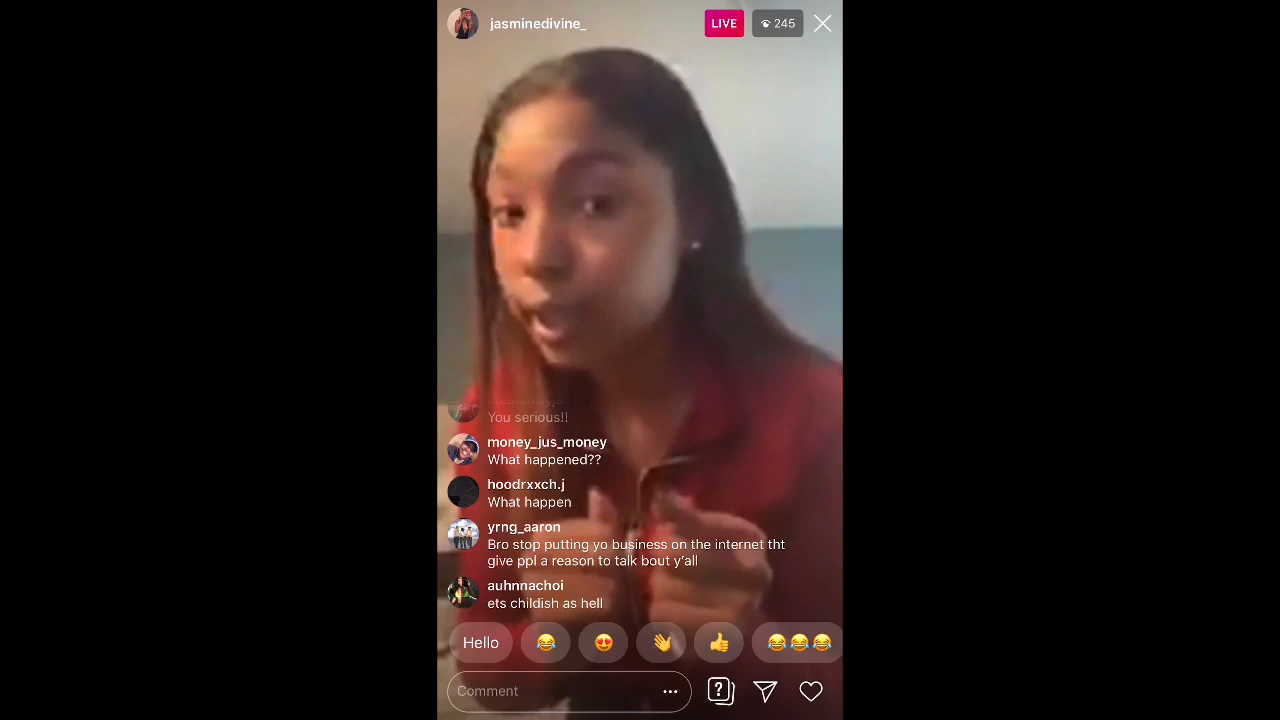 jasminedivine_
LIVE
245
You serious!!
money_jus_money
What happened??
hoodrxxch.j
What happen
yrng_aaron
Bro stop putting yo business on the internet tht
give ppl a reason to talk bout y'all
auhnnachoi
ets childish as hell
Hello
Comment